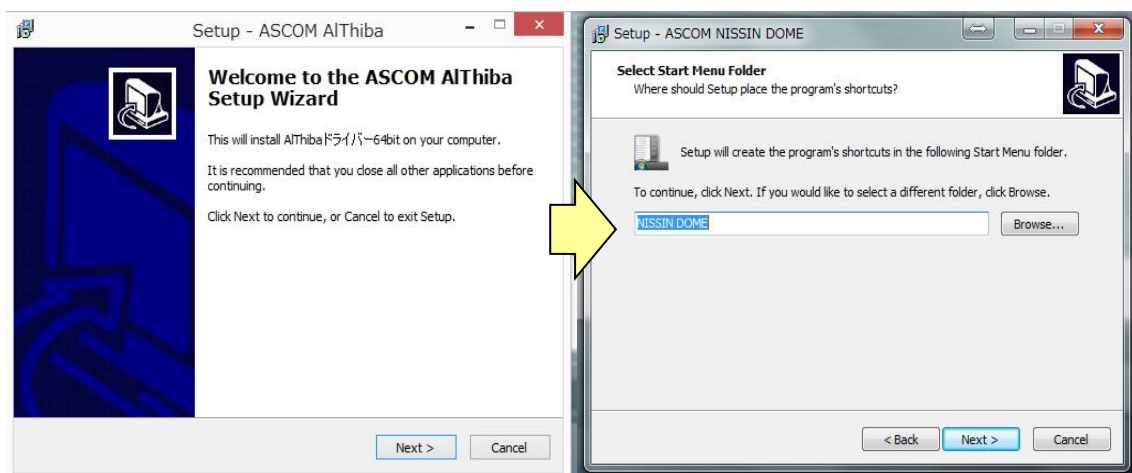 Setup - ASCOM AlThiba
Welcome to the ASCOM AlThiba
Setup Wizard
This will install AlThibaドライバー64bit on your computer.
It is recommended that you close all other applications before
continuing.
Click Next to continue, or Cancel to exit Setup.
Next >
Cancel
Setup - ASCOM NISSIN DOME
Select Start Menu Folder
Where should Setup place the program's shortcuts?
Setup will create the program's shortcuts in the following Start Menu folder.
To continue, click Next. If you would like to select a different folder, click Browse.
NISSIN DOME
Browse...
< Back
Next >
Cancel